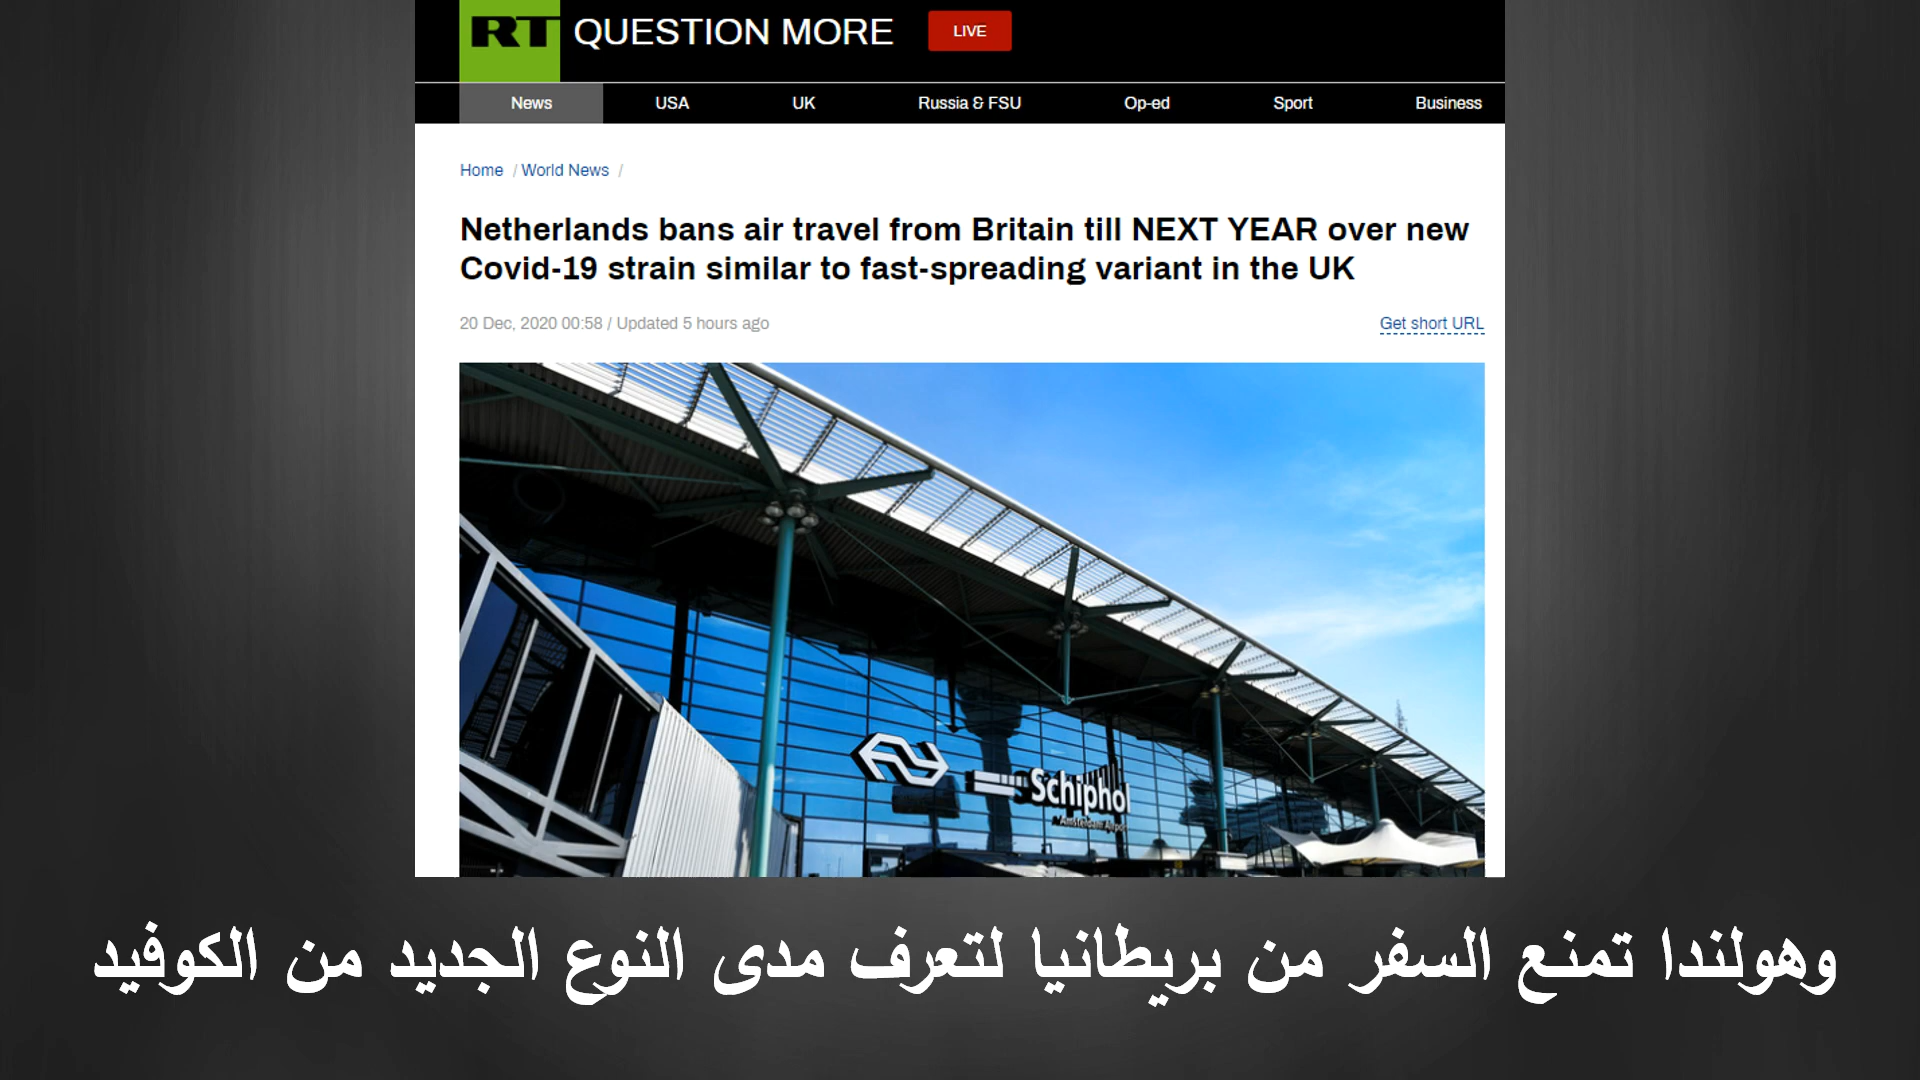 RT QUESTION MORE LIVE
News USA UK Russia & FSU Op-ed Sport Business
Home / World News /
Netherlands bans air travel from Britain till NEXT YEAR over new
Covid-19 strain similar to fast-spreading variant in the UK
20 Dec, 2020 00:58 / Updated 5 hours ago Get short URL
Schiphol
Amsterdam Airport
وهولندا تمنع السفر من بريطانيا لتعرف مدى النوع الجديد من الكوفيد